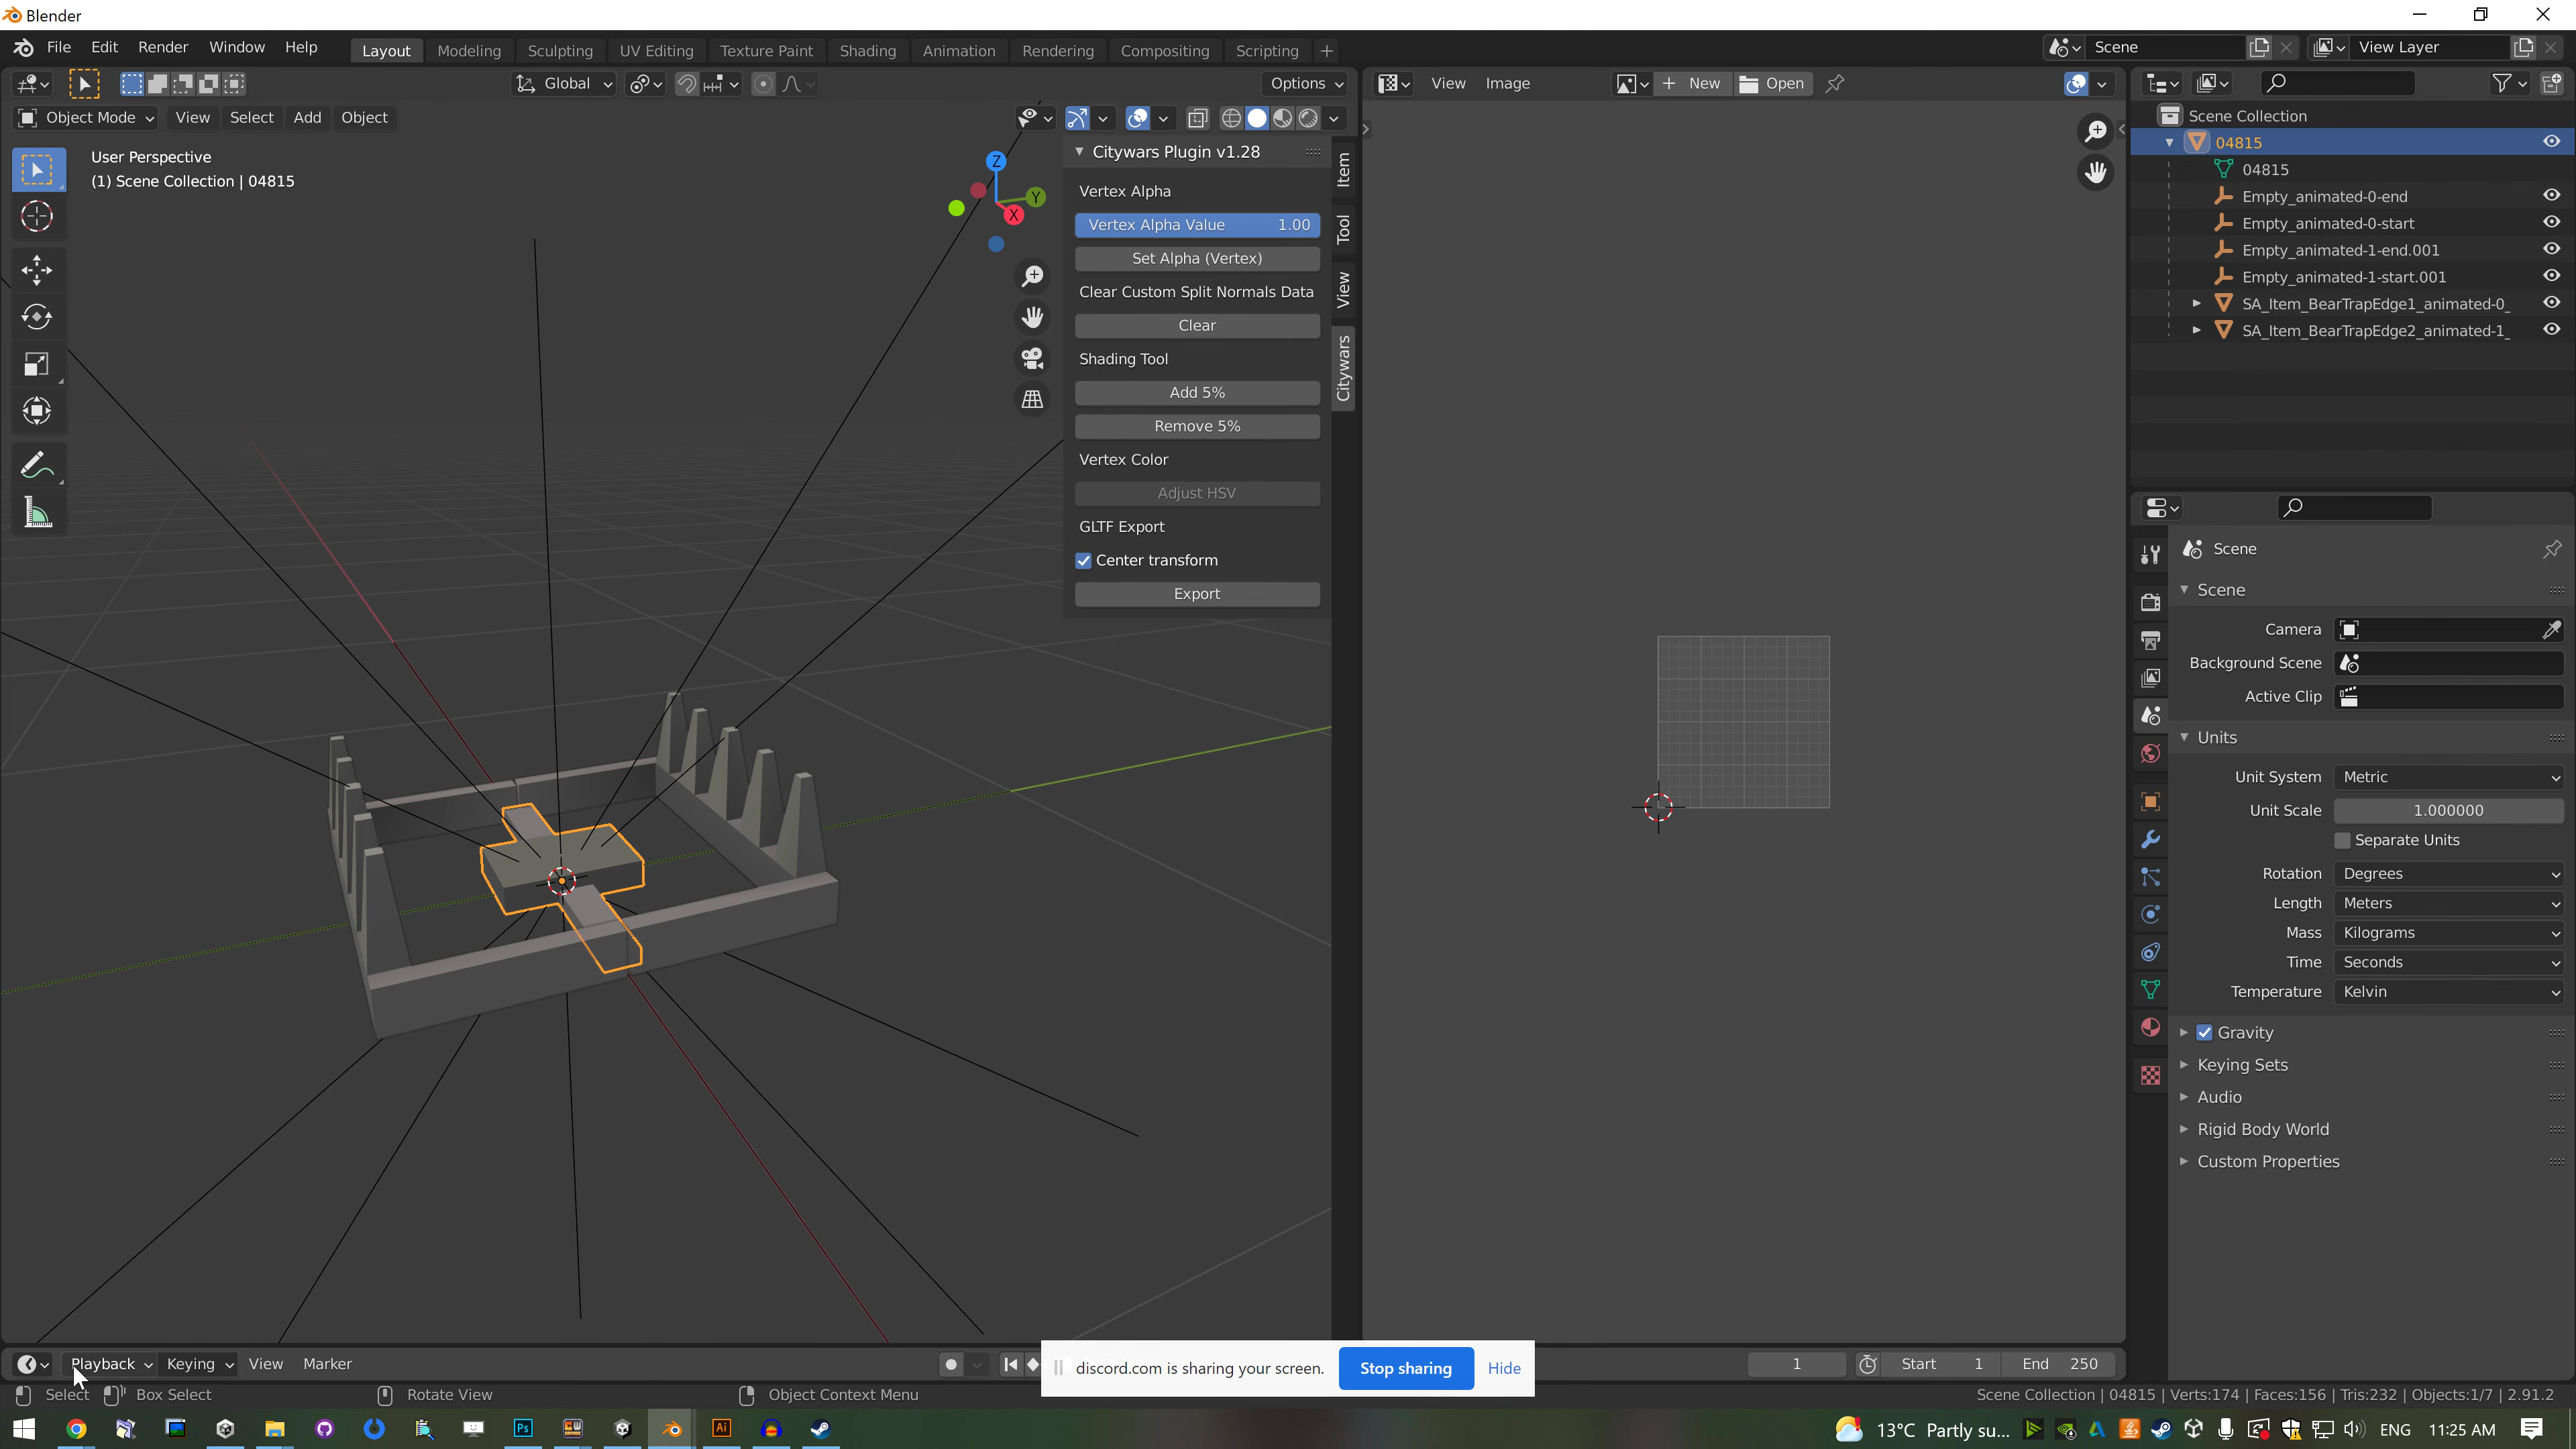 Blender
File Edit Render Window Help Layout Modeling Sculpting UV Editing Texture Paint Shading Animation Rendering Compositing Scripting + Scene View Layer
Global Options View Image + New Open
Object Mode View Select Add Object
User Perspective
(1) Scene Collection | 04815
Z
Y
X
Citywars Plugin v1.28
Vertex Alpha
Vertex Alpha Value 1.00
Set Alpha (Vertex)
Clear Custom Split Normals Data
Clear
Shading Tool
Add 5%
Remove 5%
Vertex Color
Adjust HSV
GLTF Export
Center transform
Export
Item
Tool
View
Citywars
Scene Collection
04815
04815
Empty_animated-0-end
Empty_animated-0-start
Empty_animated-1-end.001
Empty_animated-1-start.001
SA_Item_BearTrapEdge1_animated-0_
SA_Item_BearTrapEdge2_animated-1_
Scene
Scene
Camera
Background Scene
Active Clip
Units
Unit System Metric
Unit Scale 1.000000
Separate Units
Rotation Degrees
Length Meters
Mass Kilograms
Time Seconds
Temperature Kelvin
Gravity
Keying Sets
Audio
Rigid Body World
Custom Properties
Playback Keying View Marker
discord.com is sharing your screen. Stop sharing Hide
1 Start 1 End 250
Select Box Select Rotate View Object Context Menu
Scene Collection | 04815 | Verts:174 | Faces:156 | Tris:232 | Objects:1/7 | 2.91.2
Ps Ai 13°C Partly su... ENG 11:25 AM